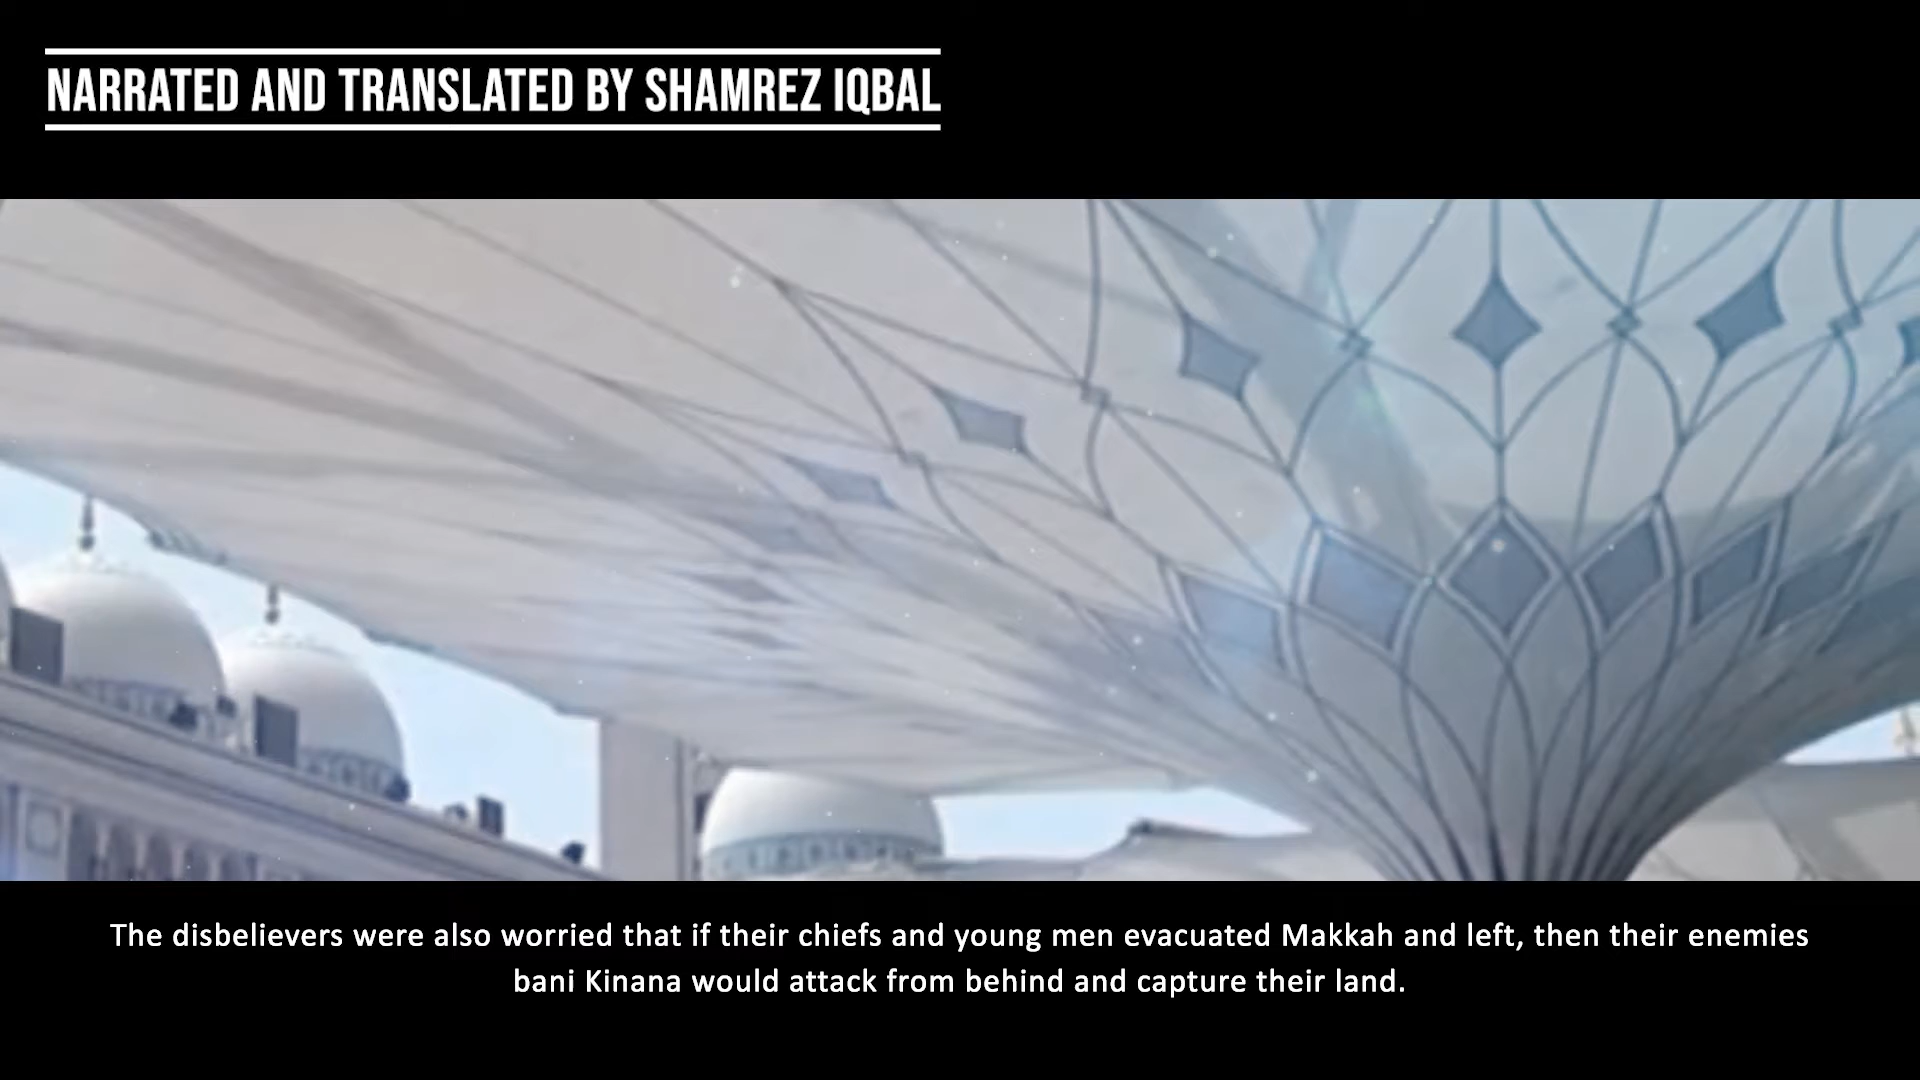 NARRATED AND TRANSLATED BY SHAMREZ IQBAL
The disbelievers were also worried that if their chiefs and young men evacuated Makkah and left, then their enemies
bani Kinana would attack from behind and capture their land.